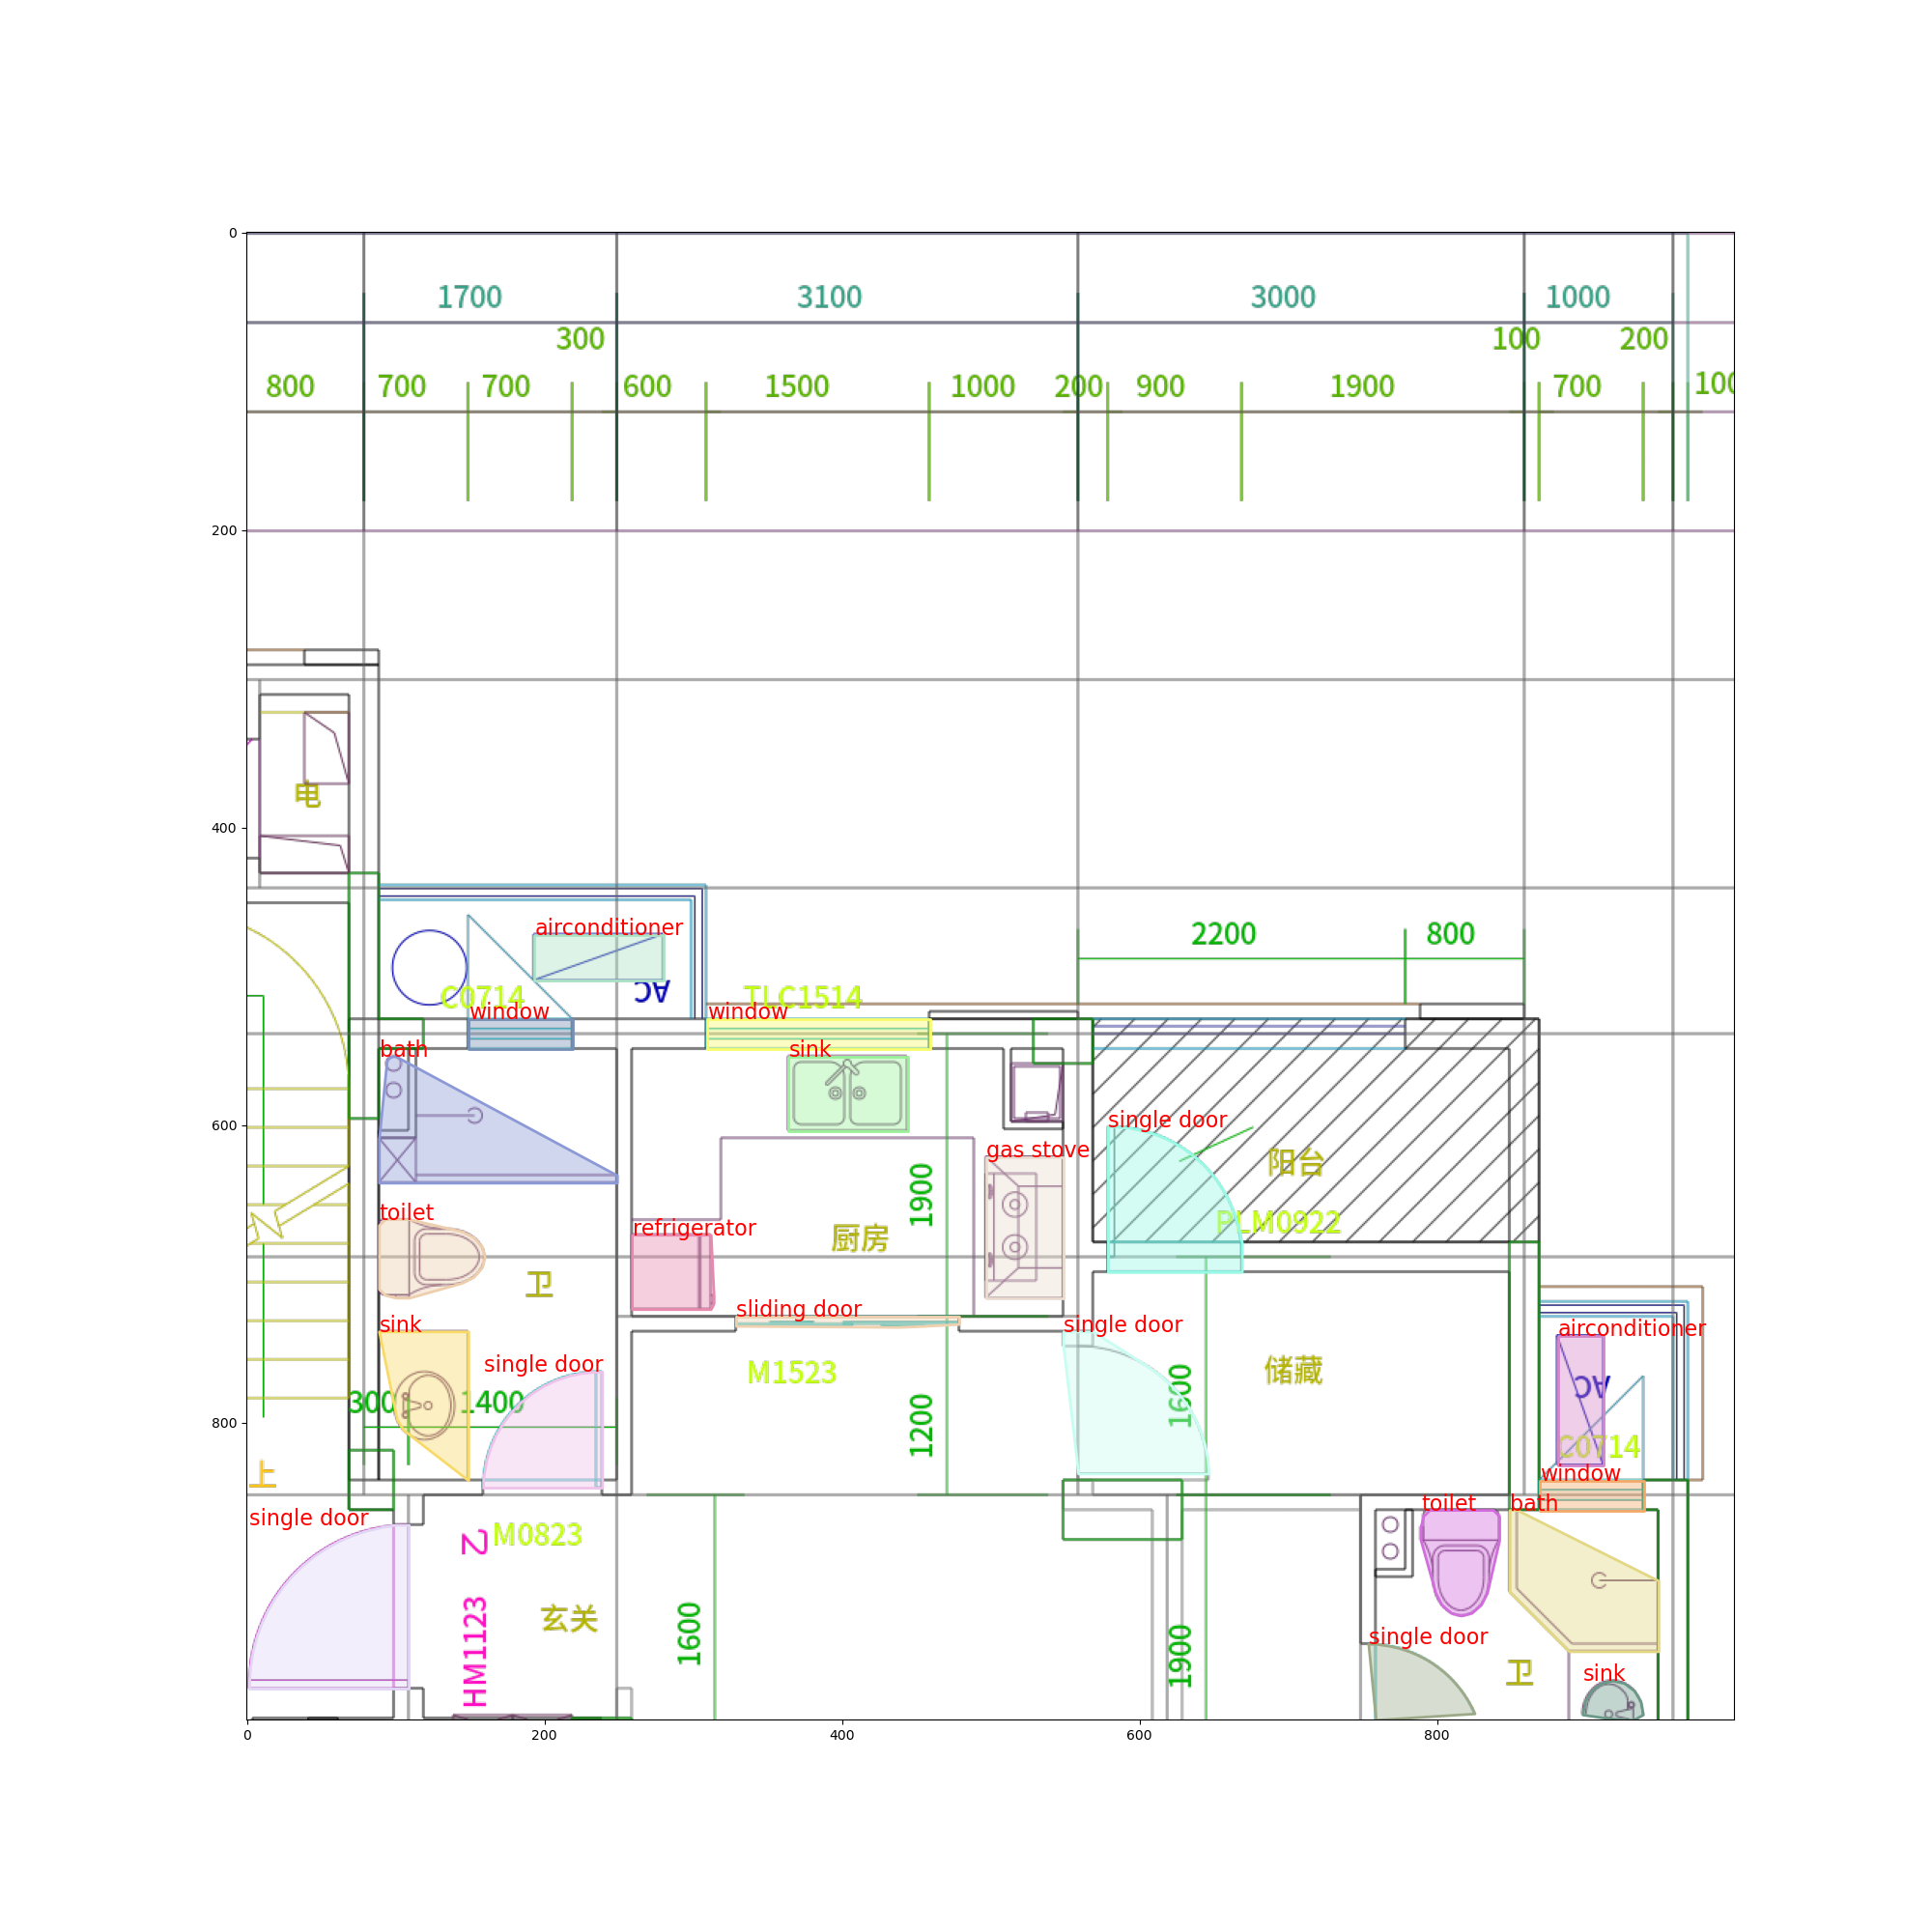 0
1700
3100
3000
1000
300
100
200
800
700
700
600
1500
1000
200
900
1900
700
200
电
400
2200
800
airconditioner
AC
C0714
TLC1514
window
window
bath
sink
600
single door
gas stove
阳台
1900
toilet
refrigerator
厨房
PLM0922
卫
sliding door
sink
single door
airconditioner
single door
M1523
储藏
AC
300
1400
1600
1200
800
C0714
上
window
single door
toilet
bath
乙
M0823
HM1123
玄关
1600
1900
single door
卫
sink
0
200
400
600
800